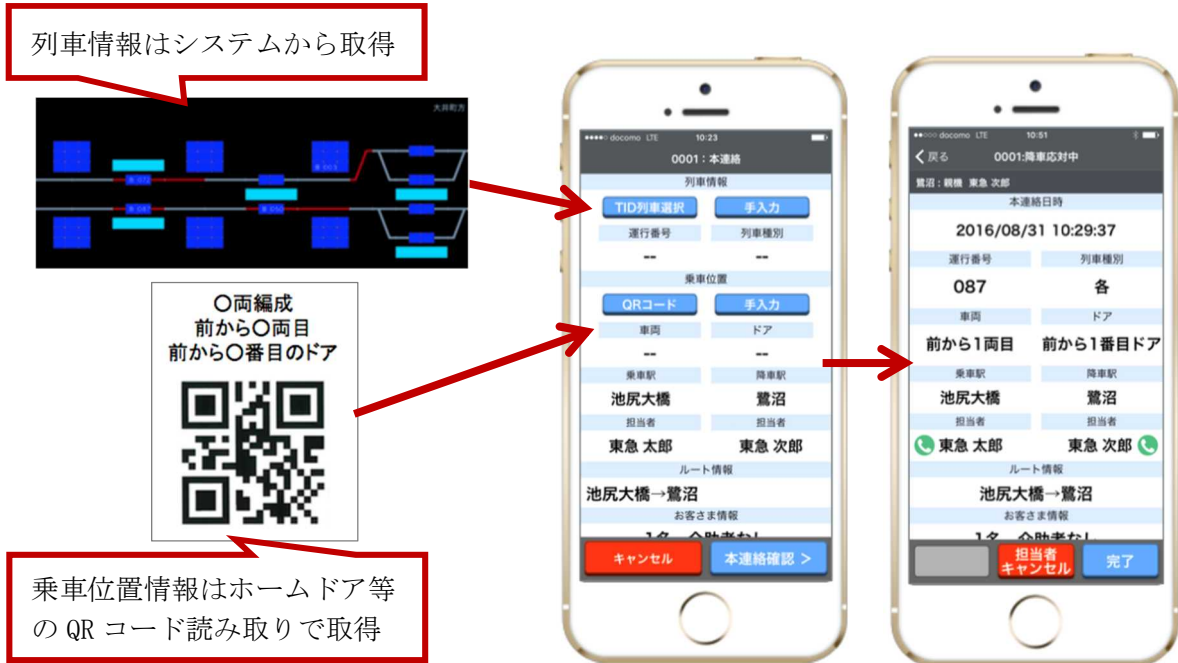 列車情報はシステムから取得
大井町方
〇両編成
前から〇両目
前から〇番目のドア
乗車位置情報はホームドア等
の QR コード読み取りで取得
docomo LTE 10:23
0001：本連絡
列車情報
TID列車選択 手入力
運行番号 列車種別
-- --
乗車位置
QRコード 手入力
車両 ドア
-- --
乗車駅 降車駅
池尻大橋 鷺沼
担当者 担当者
東急 太郎 東急 次郎
ルート情報
池尻大橋→鷺沼
お客さま情報
1名 介助者なし
キャンセル 本連絡確認 >
docomo LTE 10:51
戻る 0001:降車応対中
鷺沼：親機 東急 次郎
本連絡日時
2016/08/31 10:29:37
運行番号 列車種別
087 各
車両 ドア
前から1両目 前から1番目ドア
乗車駅 降車駅
池尻大橋 鷺沼
担当者 担当者
東急 太郎 東急 次郎
ルート情報
池尻大橋→鷺沼
お客さま情報
1名 介助者なし
担当者
キャンセル 完了